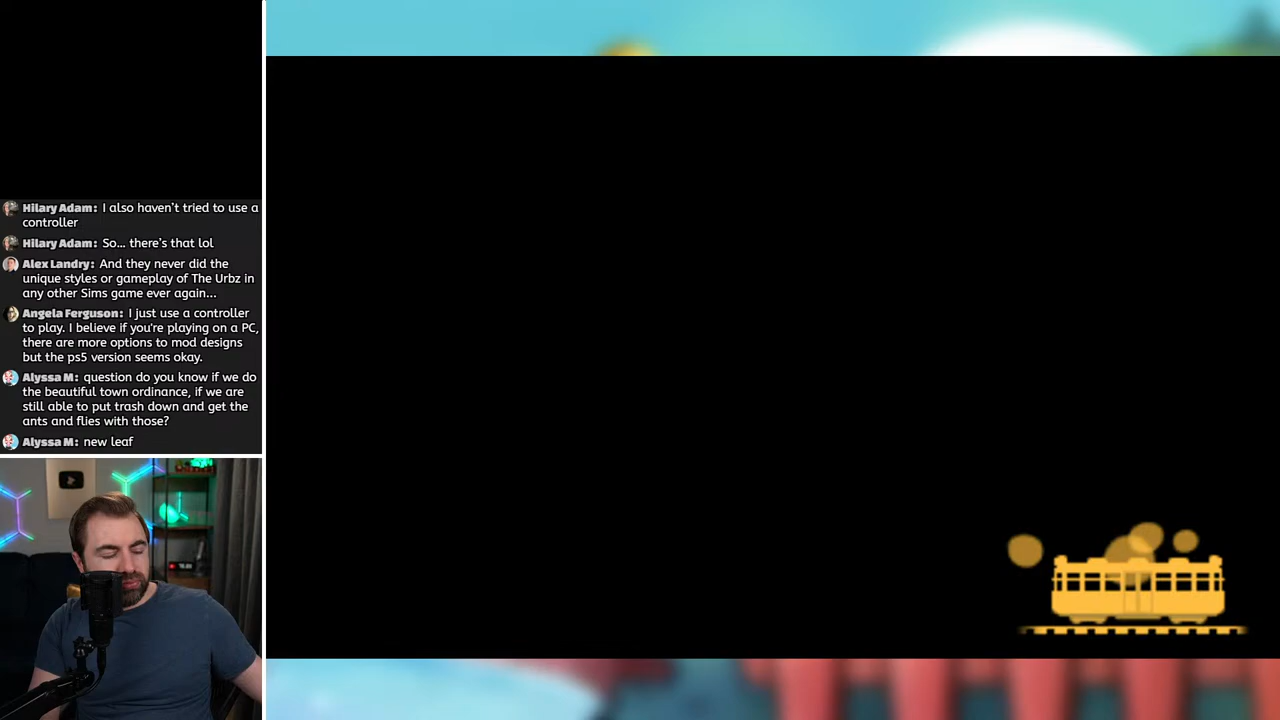 Hilary Adam: I also haven't tried to use a
controller
Hilary Adam: So... there's that lol
Alex Landry: And they never did the
unique styles or gameplay of The Urbz in
any other Sims game ever again...
Angela Ferguson: I just use a controller
to play. I believe if you're playing on a PC,
there are more options to mod designs
but the ps5 version seems okay.
Alyssa M: question do you know if we do
the beautiful town ordinance, if we are
still able to put trash down and get the
ants and flies with those?
Alyssa M: new leaf